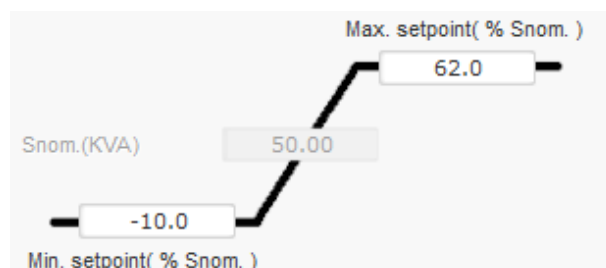 Max. setpoint( % Snom. )
62.0
Snom.(KVA)
50.00
-10.0
Min. setpoint( % Snom. )